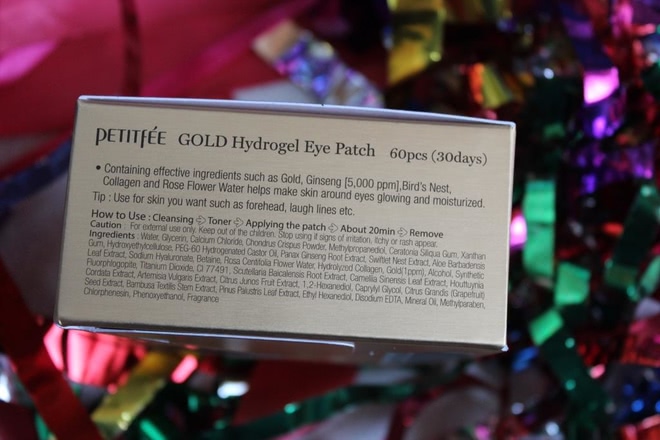 PETITFÉE GOLD Hydrogel Eye Patch 60pcs (30days)
• Containing effective ingredients such as Gold, Ginseng [5,000 ppm],Bird's Nest,
Collagen and Rose Flower Water helps make skin around eyes glowing and moisturized.
Tip : Use for skin you want such as forehead, laugh lines etc.
How to Use : Cleansing Toner Applying the patch About 20min Remove
Caution : For external use only. Keep out of the children. Stop using if signs of irritation, itchy or rash appear.
Ingredients : Water, Glycerin, Calcium Chloride, Chondrus Crispus Powder, Methylpropanediol, Ceratonia Siliqua Gum, Xanthan
Gum, Hydroxyethylcellulose, PEG-60 Hydrogenated Castor Oil, Panax Ginseng Root Extract, Swiftlet Nest Extract, Aloe Barbadensis
Leaf Extract, Sodium Hyaluronate, Betaine, Rosa Centifolia Flower Water, Hydrolyzed Collagen, Gold(1ppm), Alcohol, Synthetic
Fluorphlogopite, Titanium Dioxide, CI 77491, Scutellaria Baicalensis Root Extract, Camellia Sinensis Leaf Extract, Houttuynia
Cordata Extract, Artemisia Vulgaris Extract, Citrus Junos Fruit Extract, 1,2-Hexanediol, Caprylyl Glycol, Citrus Grandis (Grapefruit)
Seed Extract, Bambusa Textilis Stem Extract, Pinus Palustris Leaf Extract, Ethyl Hexanediol, Disodium EDTA, Mineral Oil, Methylparaben,
Chlorphenesin, Phenoxyethanol, Fragrance